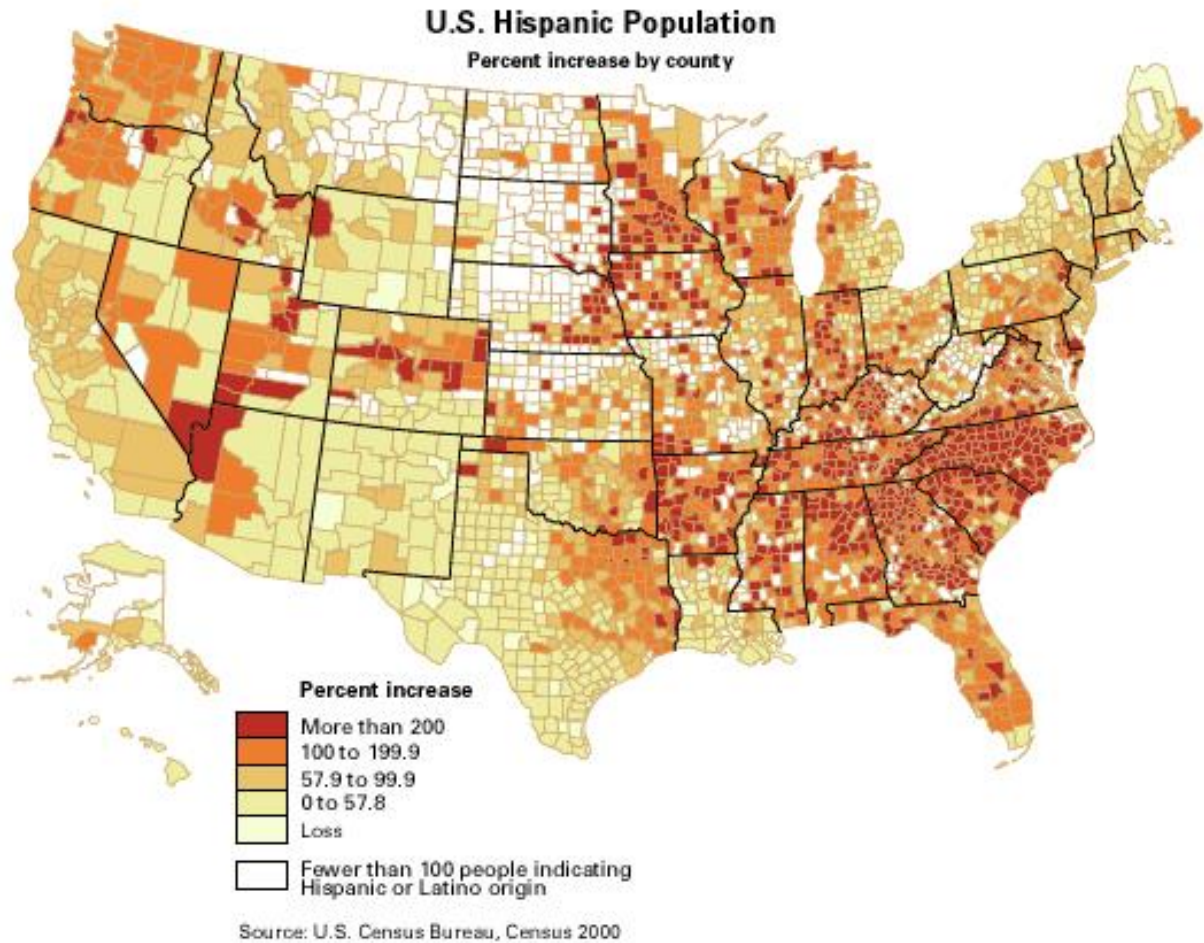 U.S. Hispanic Population
Percent increase by county
Percent increase
More than 200
100 to 199.9
57.9 to 99.9
0 to 57.8
Loss
Fewer than 100 people indicating
Hispanic or Latino origin
Source: U.S. Census Bureau, Census 2000